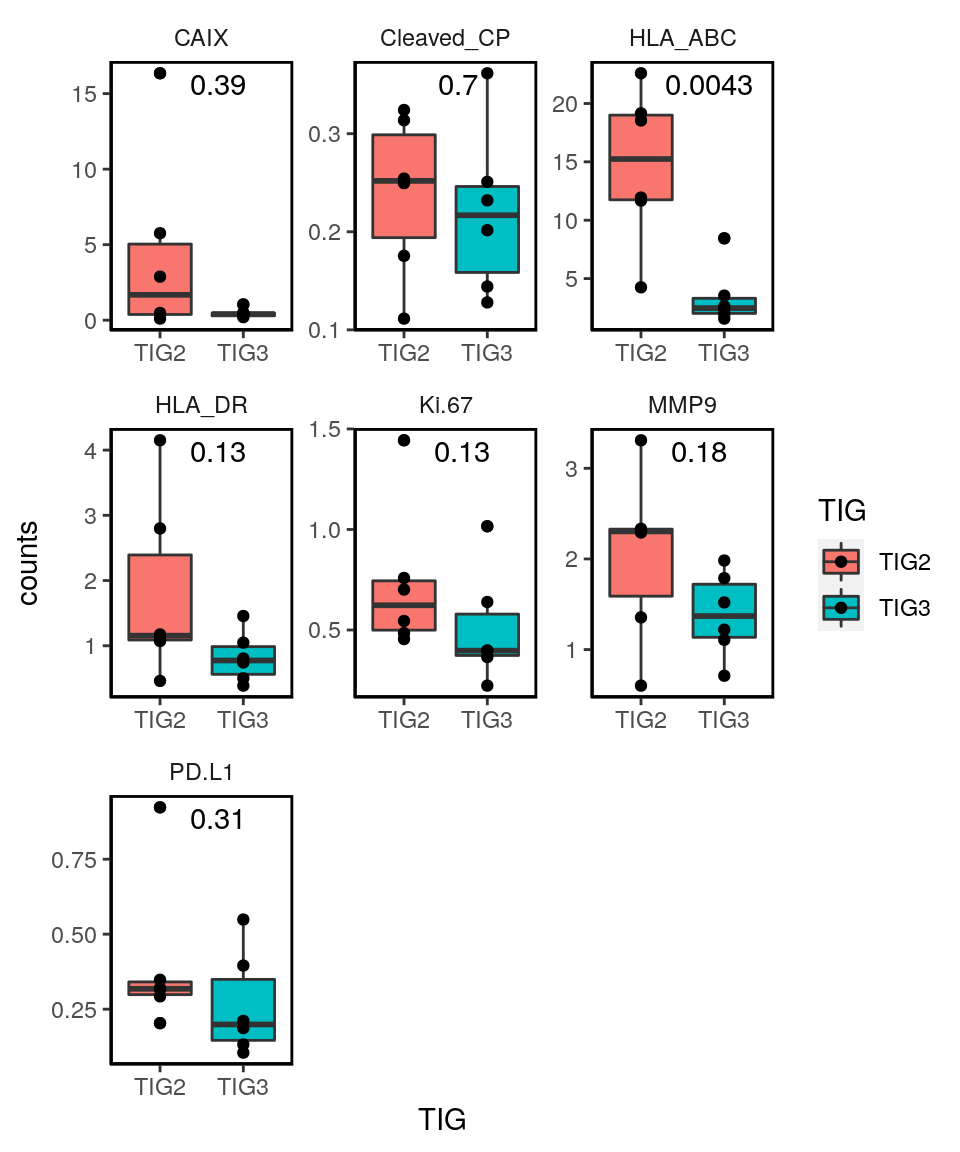 CAIX
Cleaved_CP
HLA_ABC
0.39
0.7
0.0043
15
10
5
0
0.3
0.2
0.1
20
15
10
5
TIG2 TIG3
TIG2 TIG3
TIG2 TIG3
HLA_DR
Ki.67
MMP9
0.13
0.13
0.18
4
3
2
1
1.5
1.0
0.5
3
2
1
TIG2 TIG3
TIG2 TIG3
TIG2 TIG3
counts
TIG
TIG2
TIG3
PD.L1
0.31
0.75
0.50
0.25
TIG2 TIG3
TIG